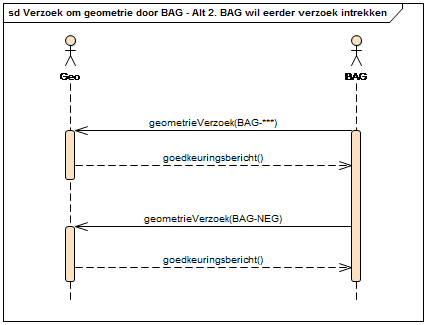 sd Verzoek om geometrie door BAG - Alt 2. BAG wil eerder verzoek intrekken
Geo
BAG
geometrieVerzoek(BAG-***)
goedkeuringsbericht()
geometrieVerzoek(BAG-NEG)
goedkeuringsbericht()